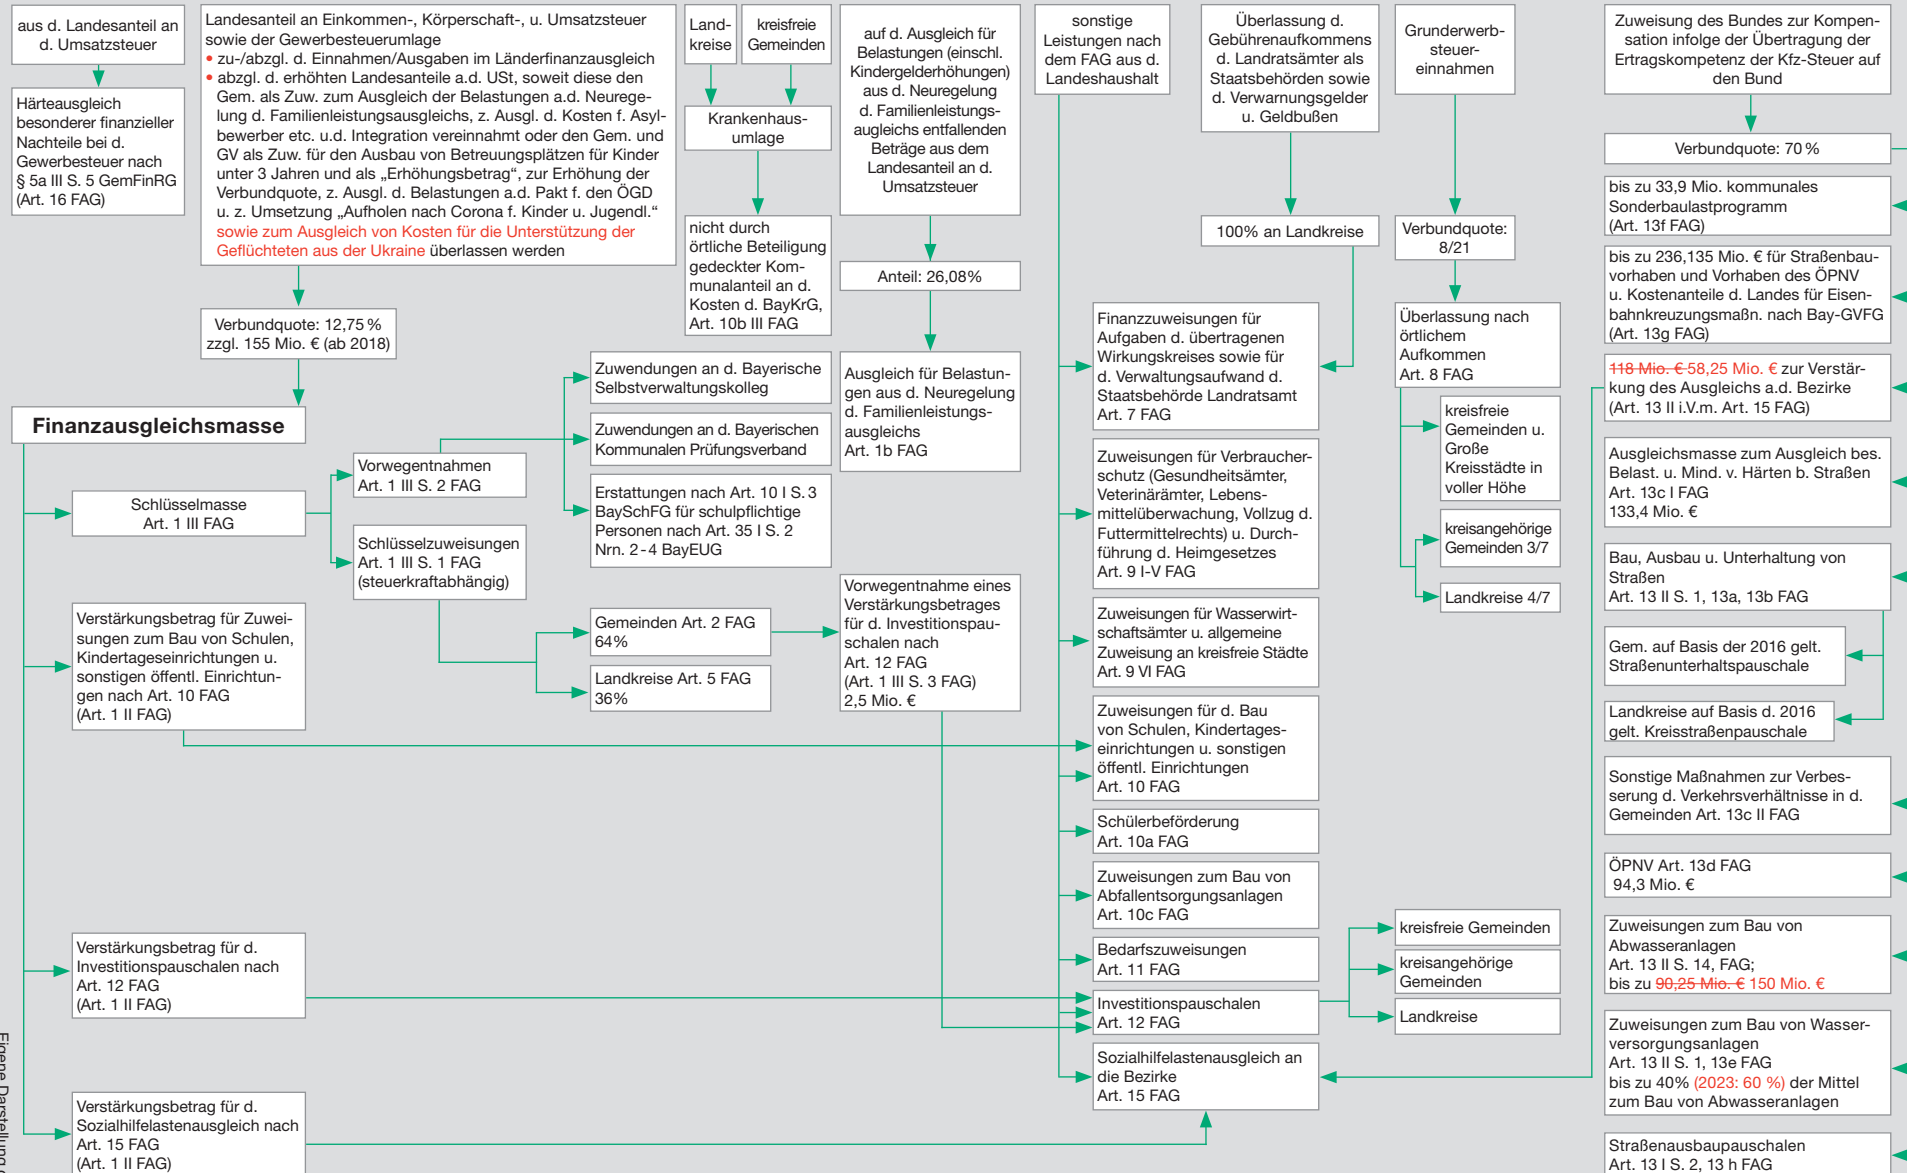 aus d. Landesanteil an
d. Umsatzsteuer
Härteausgleich
besonderer finanzieller
Nachteile bei d.
Gewerbesteuer nach
§ 5a III S. 5 GemFinRG
(Art. 16 FAG)
Landesanteil an Einkommen-, Körperschaft-, u. Umsatzsteuer
sowie der Gewerbesteuerumlage
• zu-/abzgl. d. Einnahmen/Ausgaben im Länderfinanzausgleich
• abzgl. d. erhöhten Landesanteile a.d. USt, soweit diese den
Gem. als Zuw. zum Ausgleich der Belastungen a.d. Neurege-
lung d. Familienleistungsausgleichs, z. Ausgl. d. Kosten f. Asyl-
bewerber etc. u.d. Integration vereinnahmt oder den Gem. und
GV als Zuw. für den Ausbau von Betreuungsplätzen für Kinder
unter 3 Jahren und als „Erhöhungsbetrag“, zur Erhöhung der
Verbundquote, z. Ausgl. d. Belastungen a.d. Pakt f. den ÖGD
u. z. Umsetzung „Aufholen nach Corona f. Kinder u. Jugendl.“
sowie zum Ausgleich von Kosten für die Unterstützung der
Geflüchteten aus der Ukraine überlassen werden
Verbundquote: 12,75 %
zzgl. 155 Mio. € (ab 2018)
Finanzausgleichsmasse
Schlüsselmasse
Art. 1 III FAG
Verstärkungsbetrag für Zuwei-
sungen zum Bau von Schulen,
Kindertageseinrichtungen u.
sonstigen öffentl. Einrichtun-
gen nach Art. 10 FAG
(Art. 1 II FAG)
Verstärkungsbetrag für d.
Investitionspauschalen nach
Art. 12 FAG
(Art. 1 II FAG)
Verstärkungsbetrag für d.
Sozialhilfelastenausgleich nach
Art. 15 FAG
(Art. 1 II FAG)
Vorwegentnahmen
Art. 1 III S. 2 FAG
Schlüsselzuweisungen
Art. 1 III S. 1 FAG
(steuerkraftabhängig)
Zuwendungen an d. Bayerische
Selbstverwaltungskolleg
Zuwendungen an d. Bayerischen
Kommunalen Prüfungsverband
Erstattungen nach Art. 10 I S. 3
BaySchFG für schulpflichtige
Personen nach Art. 35 I S. 2
Nrn. 2-4 BayEUG
Gemeinden Art. 2 FAG
64%
Landkreise Art. 5 FAG
36%
Land-
kreise
kreisfreie
Gemeinden
Krankenhaus-
umlage
nicht durch
örtliche Beteiligung
gedeckter Kom-
munalanteil an d.
Kosten d. BayKrG,
Art. 10b III FAG
auf d. Ausgleich für
Belastungen (einschl.
Kindergelderhöhungen)
aus d. Neuregelung
d. Familienleistungs-
augleichs entfallenden
Beträge aus dem
Landesanteil an d.
Umsatzsteuer
Anteil: 26,08%
Ausgleich für Belastun-
gen aus d. Neuregelung
d. Familienleistungs-
ausgleichs
Art. 1b FAG
Vorwegentnahme eines
Verstärkungsbetrages
für d. Investitionspau-
schalen nach
Art. 12 FAG
(Art. 1 III S. 3 FAG)
2,5 Mio. €
sonstige
Leistungen nach
dem FAG aus d.
Landeshaushalt
Überlassung d.
Gebührenaufkommens
d. Landratsämter als
Staatsbehörden sowie
d. Verwarnungsgelder
u. Geldbußen
100% an Landkreise
Finanzzuweisungen für
Aufgaben d. übertragenen
Wirkungskreises sowie für
d. Verwaltungsaufwand d.
Staatsbehörde Landratsamt
Art. 7 FAG
Zuweisungen für Verbraucher-
schutz (Gesundheitsämter,
Veterinärämter, Lebens-
mittelüberwachung, Vollzug d.
Futtermittelrechts) u. Durch-
führung d. Heimgesetzes
Art. 9 I-V FAG
Zuweisungen für Wasserwirt-
schaftsämter u. allgemeine
Zuweisung an kreisfreie Städte
Art. 9 VI FAG
Zuweisungen für d. Bau
von Schulen, Kindertages-
einrichtungen u. sonstigen
öffentl. Einrichtungen
Art. 10 FAG
Schülerbeförderung
Art. 10a FAG
Zuweisungen zum Bau von
Abfallentsorgungsanlagen
Art. 10c FAG
Bedarfszuweisungen
Art. 11 FAG
Investitionspauschalen
Art. 12 FAG
Sozialhilfelastenausgleich an
die Bezirke
Art. 15 FAG
Grunderwerb-
steuer-
einnahmen
Verbundquote:
8/21
Überlassung nach
örtlichem
Aufkommen
Art. 8 FAG
kreisfreie
Gemeinden u.
Große
Kreisstädte in
voller Höhe
kreisangehörige
Gemeinden 3/7
Landkreise 4/7
kreisfreie Gemeinden
kreisangehörige
Gemeinden
Landkreise
Zuweisung des Bundes zur Kompen-
sation infolge der Übertragung der
Ertragskompetenz der Kfz-Steuer auf
den Bund
Verbundquote: 70 %
bis zu 33,9 Mio. kommunales
Sonderbaulastprogramm
(Art. 13f FAG)
bis zu 236,135 Mio. € für Straßenbau-
vorhaben und Vorhaben des ÖPNV
u. Kostenanteile d. Landes für Eisen-
bahnkreuzungsmaßn. nach Bay-GVFG
(Art. 13g FAG)
118 Mio. € 58,25 Mio. € zur Verstär-
kung des Ausgleichs a.d. Bezirke
(Art. 13 II i.V.m. Art. 15 FAG)
Ausgleichsmasse zum Ausgleich bes.
Belast. u. Mind. v. Härten b. Straßen
Art. 13c I FAG
133,4 Mio. €
Bau, Ausbau u. Unterhaltung von
Straßen
Art. 13 II S. 1, 13a, 13b FAG
Gem. auf Basis der 2016 gelt.
Straßenunterhaltspauschale
Landkreise auf Basis d. 2016
gelt. Kreisstraßenpauschale
Sonstige Maßnahmen zur Verbes-
serung d. Verkehrsverhältnisse in d.
Gemeinden Art. 13c II FAG
ÖPNV Art. 13d FAG
94,3 Mio. €
Zuweisungen zum Bau von
Abwasseranlagen
Art. 13 II S. 14, FAG;
bis zu 90,25 Mio. € 150 Mio. €
Zuweisungen zum Bau von Wasser-
versorgungsanlagen
Art. 13 II S. 1, 13e FAG
bis zu 40% (2023: 60 %) der Mittel
zum Bau von Abwasseranlagen
Straßenausbaupauschalen
Art. 13 I S. 2, 13 h FAG
Eigene Darstellung